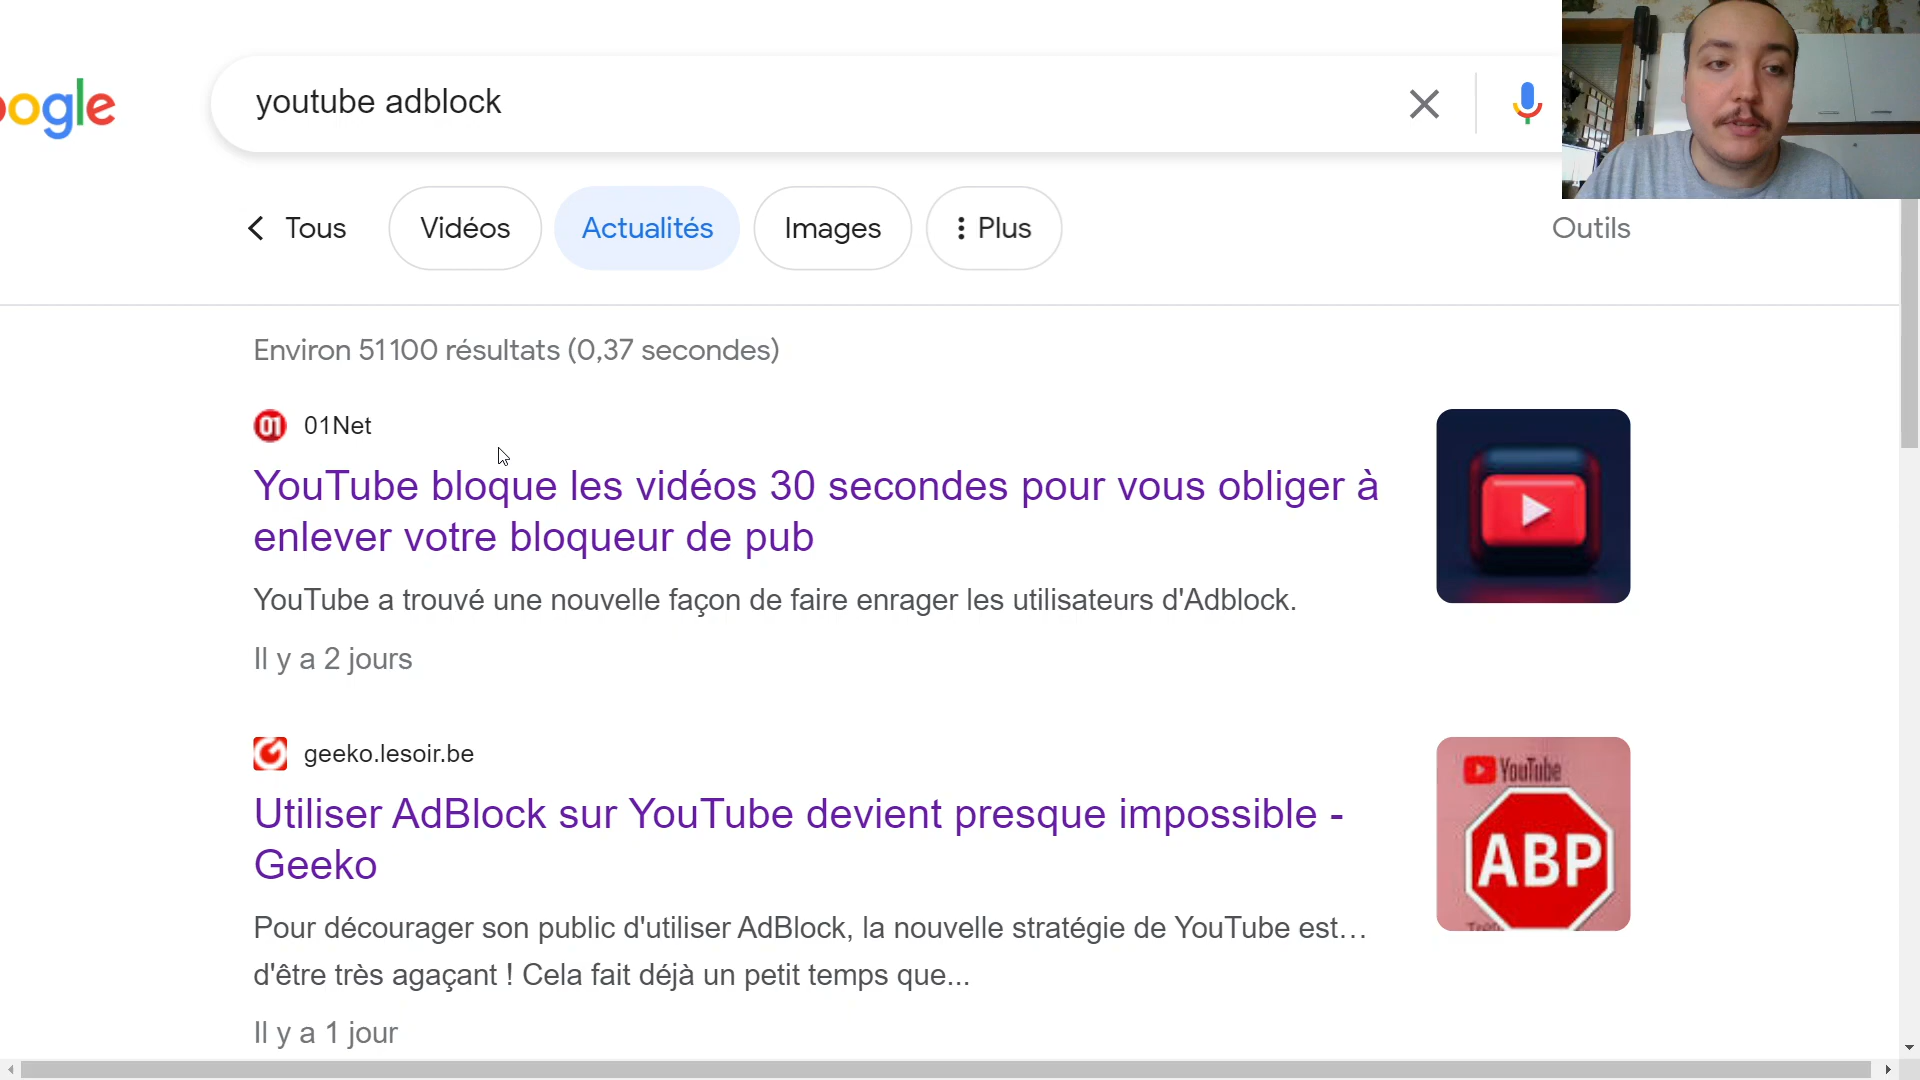 ogle
youtube adblock
Tous
Vidéos
Actualités
Images
Plus
Outils
Environ 51 100 résultats (0,37 secondes)
01 01Net
YouTube bloque les vidéos 30 secondes pour vous obliger à
enlever votre bloqueur de pub
YouTube a trouvé une nouvelle façon de faire enrager les utilisateurs d'Adblock.
Il y a 2 jours
geeko.lesoir.be
YouTube
ABP
Utiliser AdBlock sur YouTube devient presque impossible -
Geeko
Pour décourager son public d'utiliser AdBlock, la nouvelle stratégie de YouTube est…
d'être très agaçant ! Cela fait déjà un petit temps que...
Il y a 1 jour